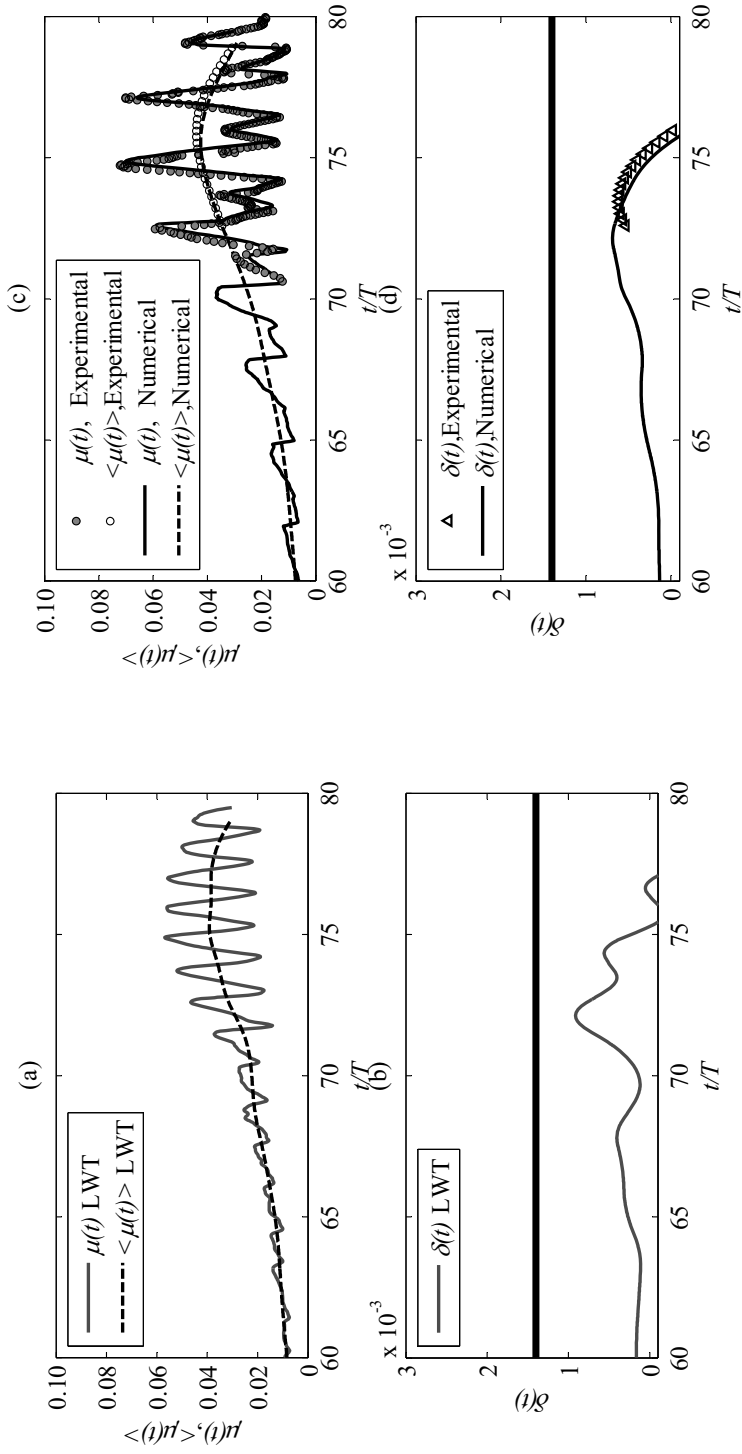 (a)
μ(t) LWT
<μ(t)> LWT
μ(t),<μ(t)>
0.10
0.08
0.06
0.04
0.02
0
60
65
70
75
80
t/T
(b)
x 10-3
δ(t) LWT
δ(t)
3
2
1
0
60
65
70
75
80
t/T
(c)
μ(t), Experimental
<μ(t)>,Experimental
μ(t), Numerical
<μ(t)>,Numerical
μ(t),<μ(t)>
0.10
0.08
0.06
0.04
0.02
0
60
65
70
75
80
t/T
(d)
x 10-3
δ(t),Experimental
δ(t),Numerical
δ(t)
3
2
1
0
60
65
70
75
80
t/T